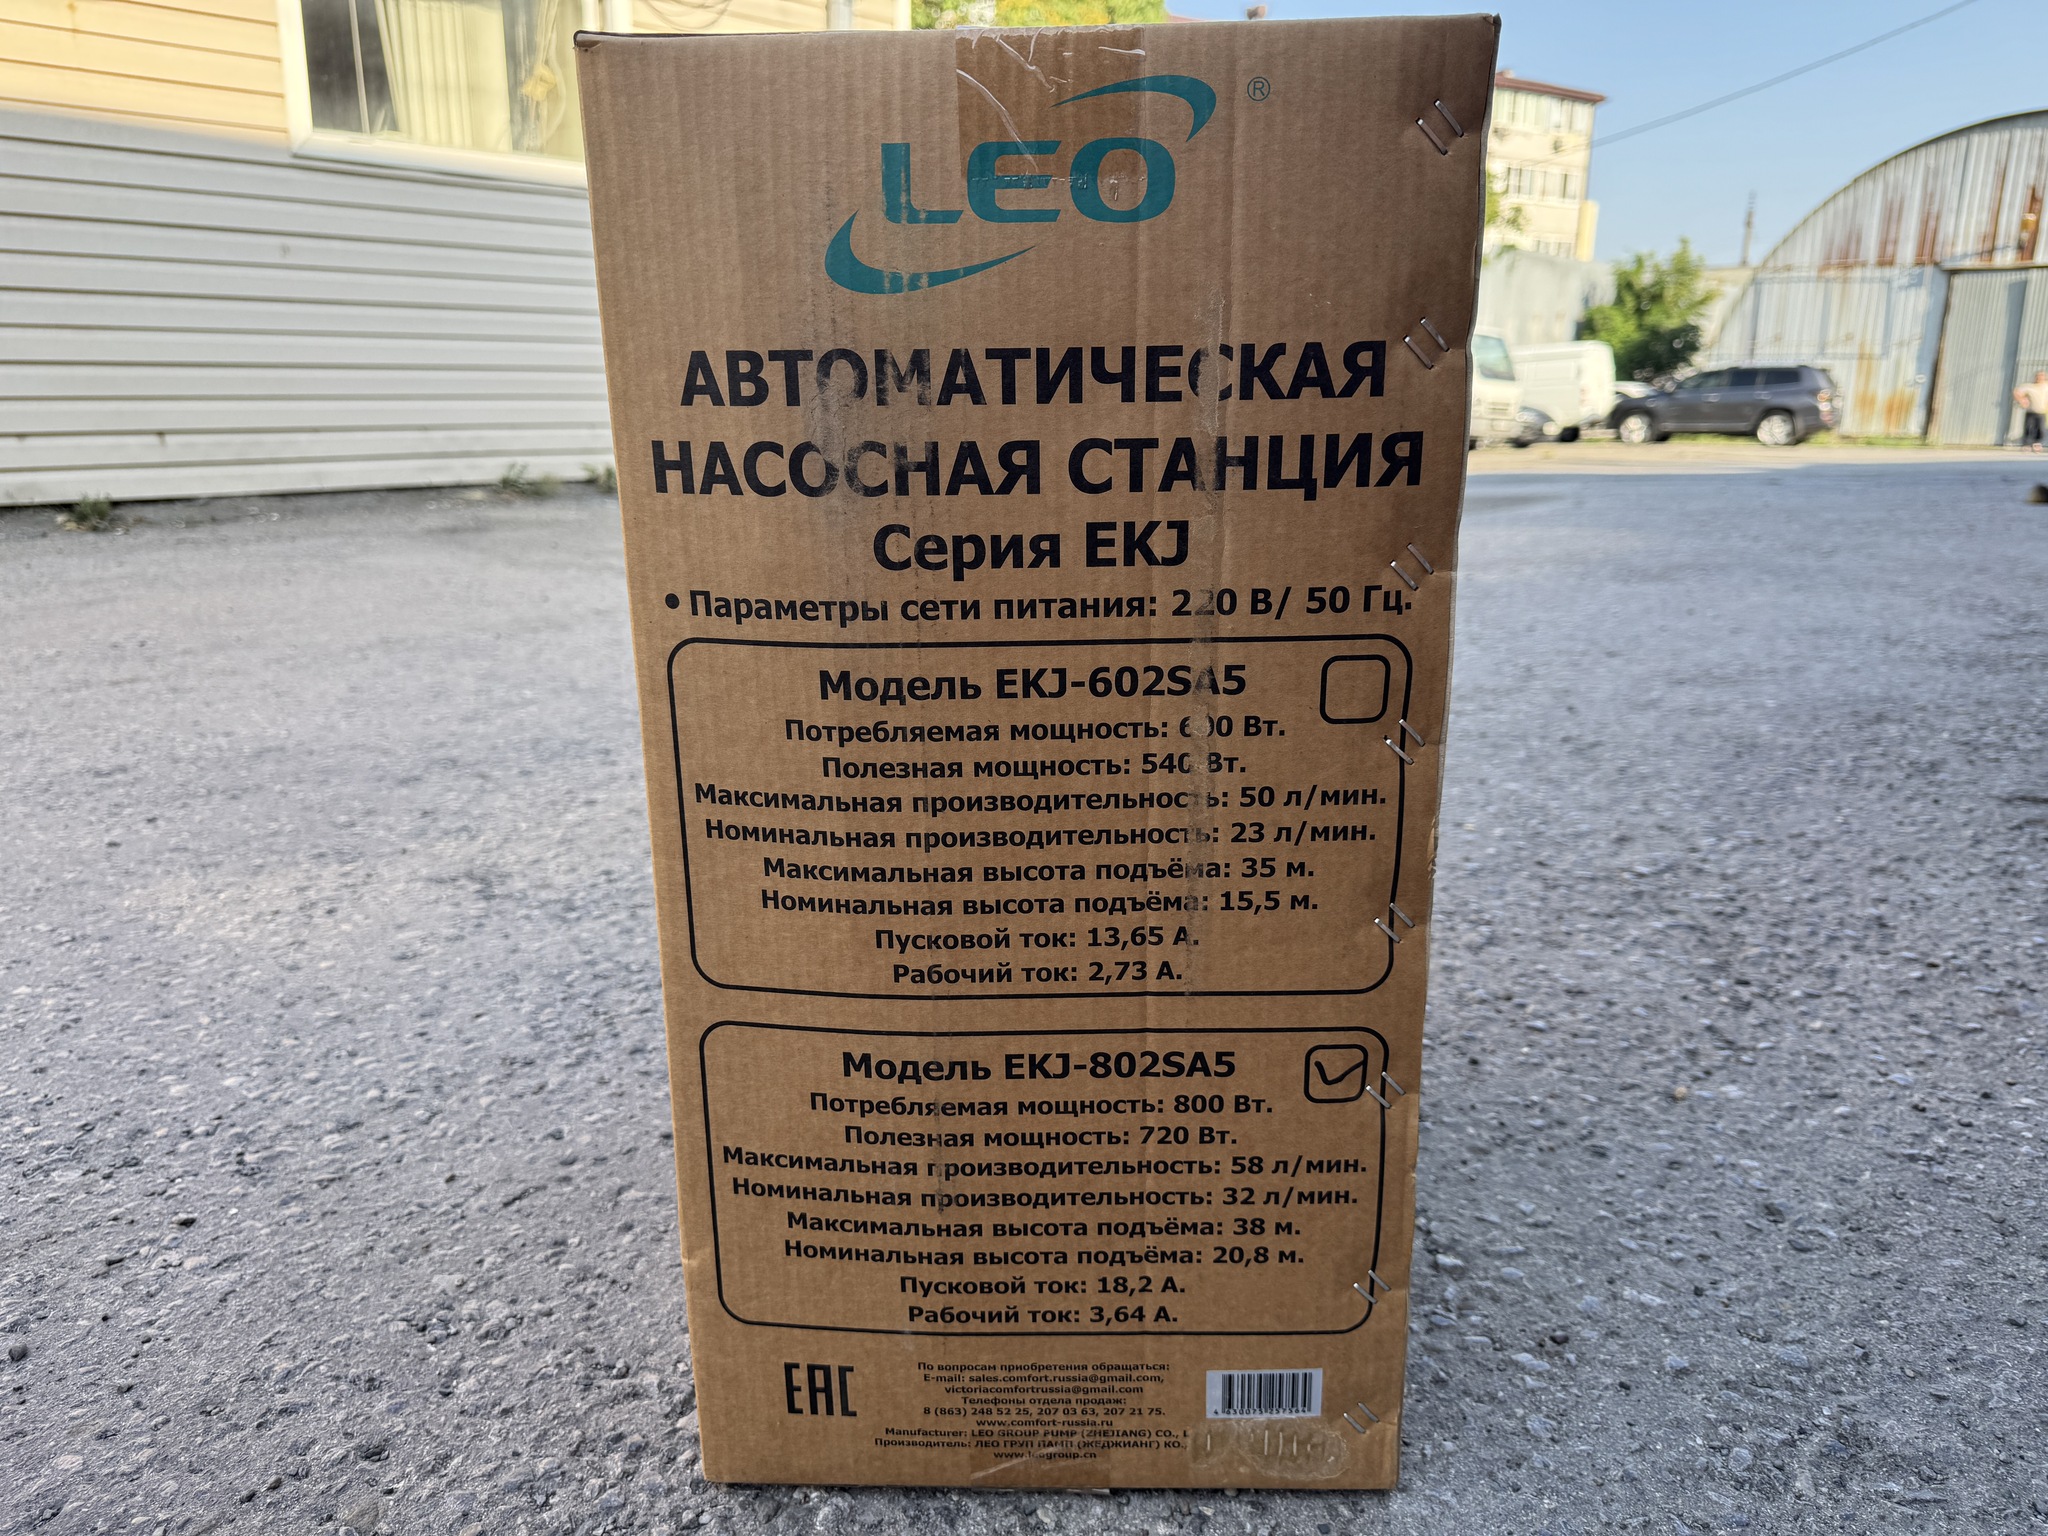 LEO ®
АВТОМАТИЧЕСКАЯ
НАСОСНАЯ СТАНЦИЯ
Серия EKJ
• Параметры сети питания: 220 В/ 50 Гц.
Модель EKJ-602SA5
Потребляемая мощность: 600 Вт.
Полезная мощность: 540 Вт.
Максимальная производительность: 50 л/мин.
Номинальная производительность: 23 л/мин.
Максимальная высота подъёма: 35 м.
Номинальная высота подъёма: 15,5 м.
Пусковой ток: 13,65 А.
Рабочий ток: 2,73 А.
Модель EKJ-802SA5
Потребляемая мощность: 800 Вт.
Полезная мощность: 720 Вт.
Максимальная производительность: 58 л/мин.
Номинальная производительность: 32 л/мин.
Максимальная высота подъёма: 38 м.
Номинальная высота подъёма: 20,8 м.
Пусковой ток: 18,2 А.
Рабочий ток: 3,64 А.
EAC
По вопросам приобретения обращаться:
E-mail: sales.comfort.russia@gmail.com,
victoriacomfortrussia@gmail.com
Телефоны отдела продаж:
8 (863) 248 52 25, 207 03 63, 207 21 75.
www.comfort-russia.ru
Manufacturer: LEO GROUP PUMP (ZHEJIANG) CO., L
Производитель: ЛЕО ГРУП ПАМП (ЖЕДЖИАНГ) КО.,
www.leogroup.cn